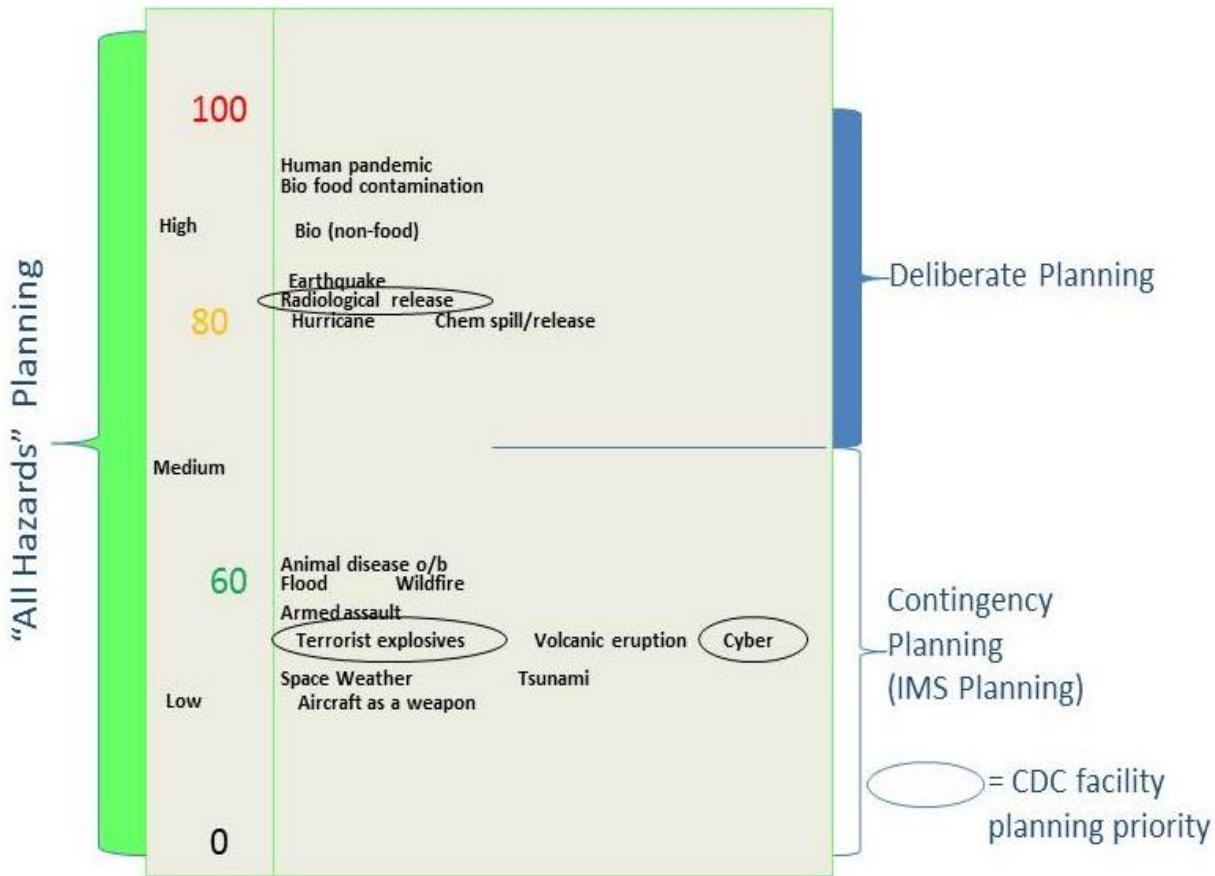 "All Hazards" Planning
100
Human pandemic
Bio food contamination
High
Bio (non-food)
Earthquake
Radiological release
80
Hurricane
Chem spill/release
Deliberate Planning
Medium
60
Animal disease o/b
Flood
Wildfire
Armed assault
Terrorist explosives
Volcanic eruption
Cyber
Space Weather
Tsunami
Low
Aircraft as a weapon
Contingency
Planning
(IMS Planning)
= CDC facility
planning priority
0